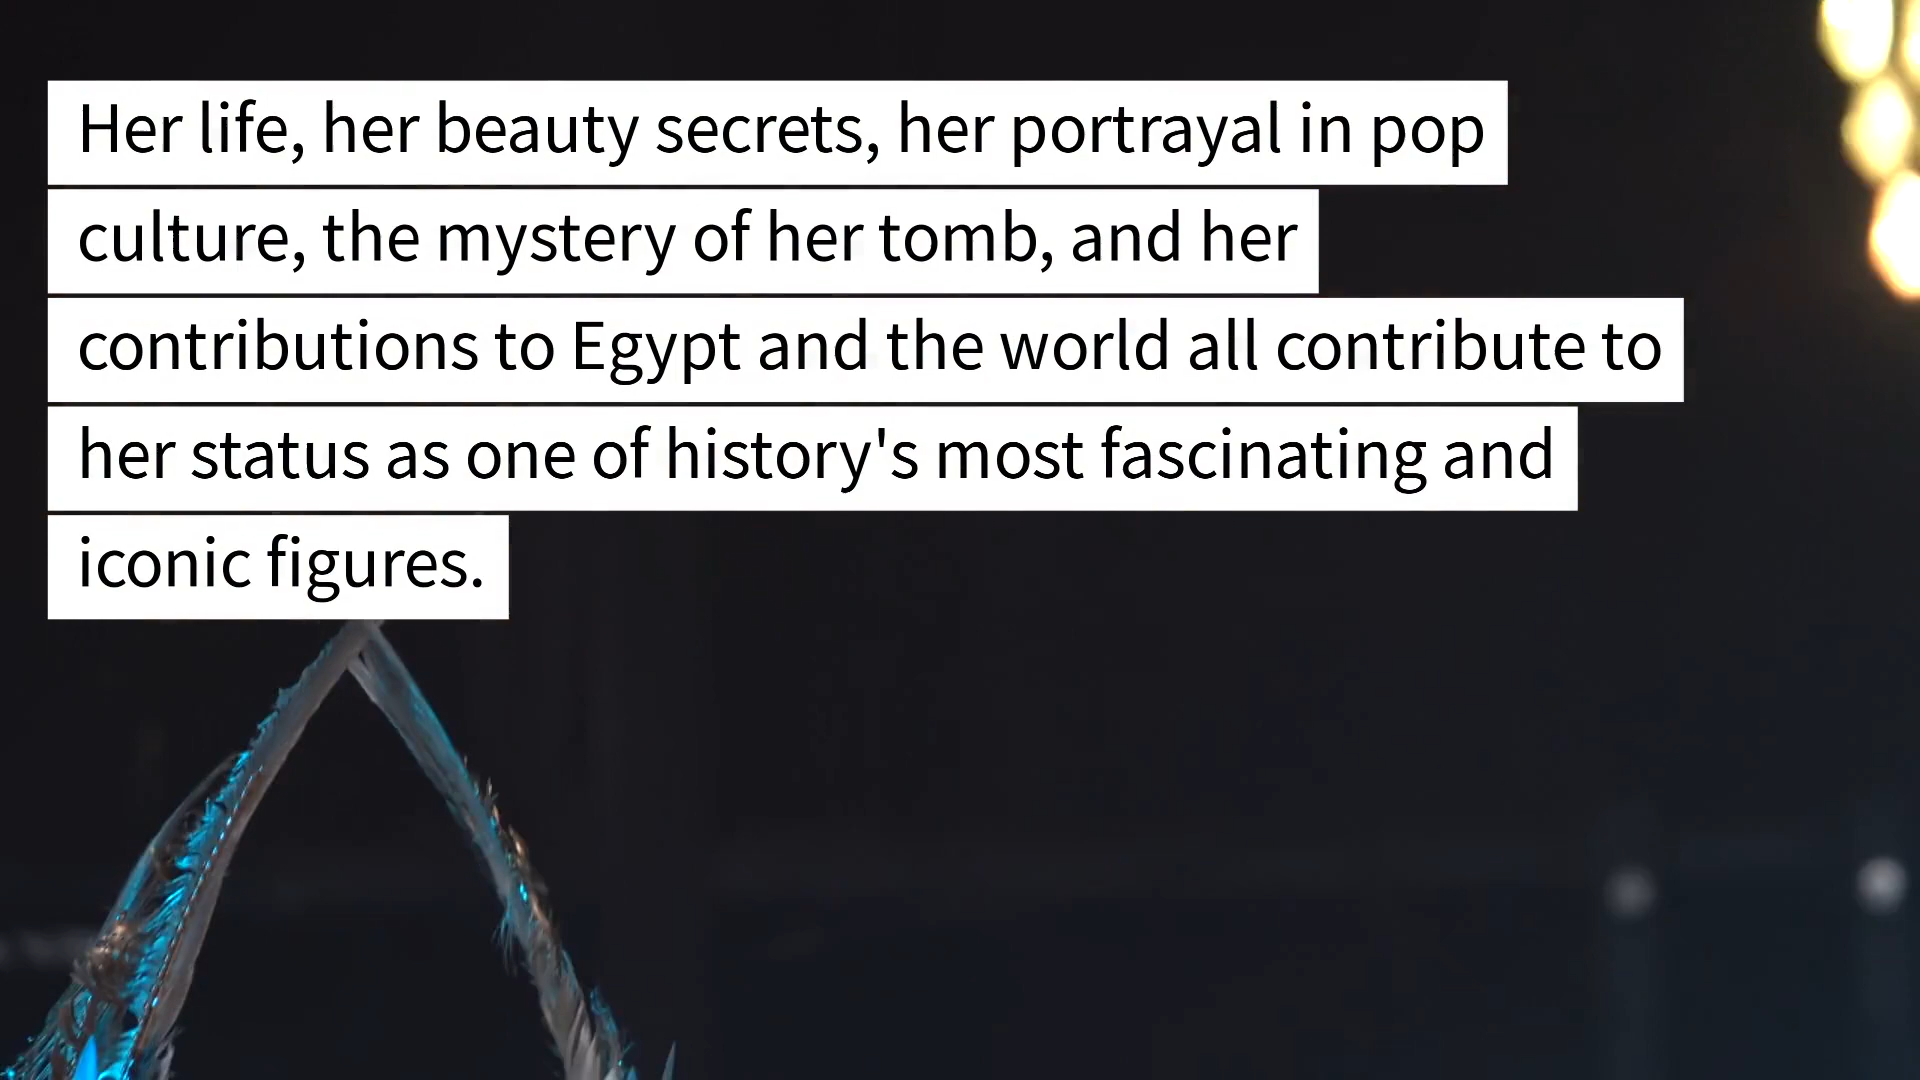 Her life, her beauty secrets, her portrayal in pop
culture, the mystery of her tomb, and her
contributions to Egypt and the world all contribute to
her status as one of history's most fascinating and
iconic figures.